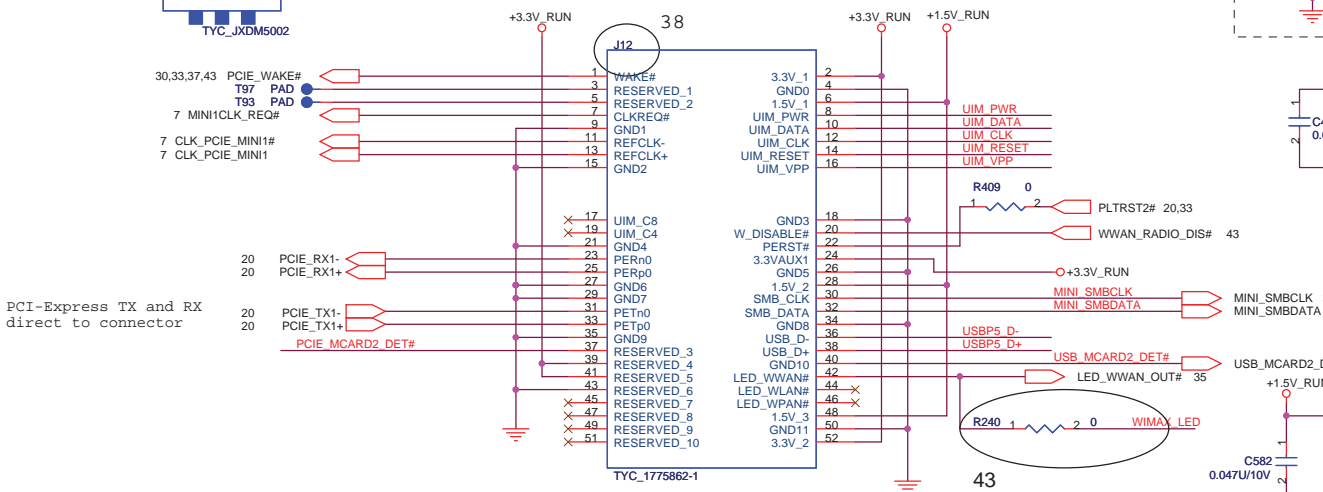 TYC_JXDM5002
+3.3V_RUN
38
+3.3V_RUN
+1.5V_RUN
J12
30,33,37,43 PCIE_WAKE# 1 WAKE#
T97 PAD 3 RESERVED_1
T93 PAD 5 RESERVED_2
7 MINI1CLK_REQ# 7 CLKREQ#
9 GND1
7 CLK_PCIE_MINI1# 11 REFCLK-
7 CLK_PCIE_MINI1 13 REFCLK+
15 GND2
17 UIM_C8
19 UIM_C4
21 GND4
20 PCIE_RX1- 23 PERn0
20 PCIE_RX1+ 25 PERp0
27 GND6
29 GND7
PCI-Express TX and RX
direct to connector
20 PCIE_TX1- 31 PETn0
20 PCIE_TX1+ 33 PETp0
35 GND9
PCIE_MCARD2_DET# 37 RESERVED_3
39 RESERVED_4
41 RESERVED_5
43 RESERVED_6
45 RESERVED_7
47 RESERVED_8
49 RESERVED_9
51 RESERVED_10
3.3V_1 2
GND0 4
1.5V_1 6
UIM_PWR 8 UIM_PWR
UIM_DATA 10 UIM_DATA
UIM_CLK 12 UIM_CLK
UIM_RESET 14 UIM_RESET
UIM_VPP 16 UIM_VPP
R409 0
1 2 PLTRST2# 20,33
GND3 18
W_DISABLE# 20 WWAN_RADIO_DIS# 43
PERST# 22
3.3VAUX1 24 +3.3V_RUN
GND5 26
1.5V_2 28
SMB_CLK 30 MINI_SMBCLK MINI_SMBCLK
SMB_DATA 32 MINI_SMBDATA MINI_SMBDATA
GND8 34
USB_D- 36 USBP5_D-
USB_D+ 38 USBP5_D+
GND10 40 USB_MCARD2_DET#
LED_WWAN# 42 LED_WWAN_OUT# 35
LED_WLAN# 44
LED_WPAN# 46
1.5V_3 48
GND11 50
3.3V_2 52
R240 1 2 0 WIMAX_LED
TYC_1775862-1
43
+1.5V_RUN
1
C582
0.047U/10V
2
1
2